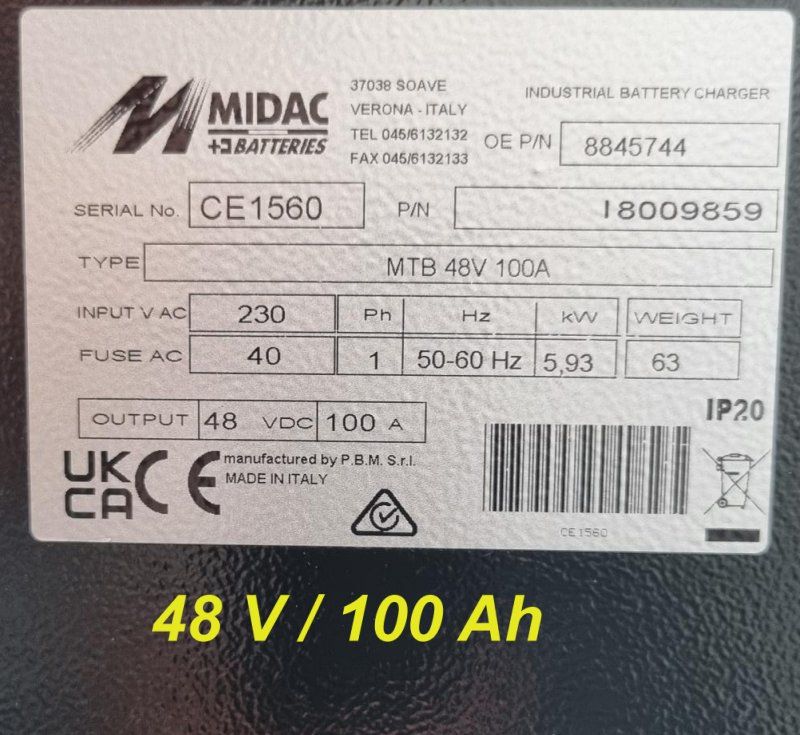 MIDAC
BATTERIES
37038 SOAVE
VERONA - ITALY
TEL 045/6132132
FAX 045/6132133
INDUSTRIAL BATTERY CHARGER
OE P/N 8845744
SERIAL No. CE1560 P/N 18009859
TYPE MTB 48V 100A
INPUT V AC 230 Ph Hz kW WEIGHT
FUSE AC 40 1 50-60 Hz 5,93 63
OUTPUT 48 VDC 100 A
IP20
UK
CA
CE
manufactured by P.B.M. S.r.l.
MADE IN ITALY
CE1560
48 V / 100 Ah